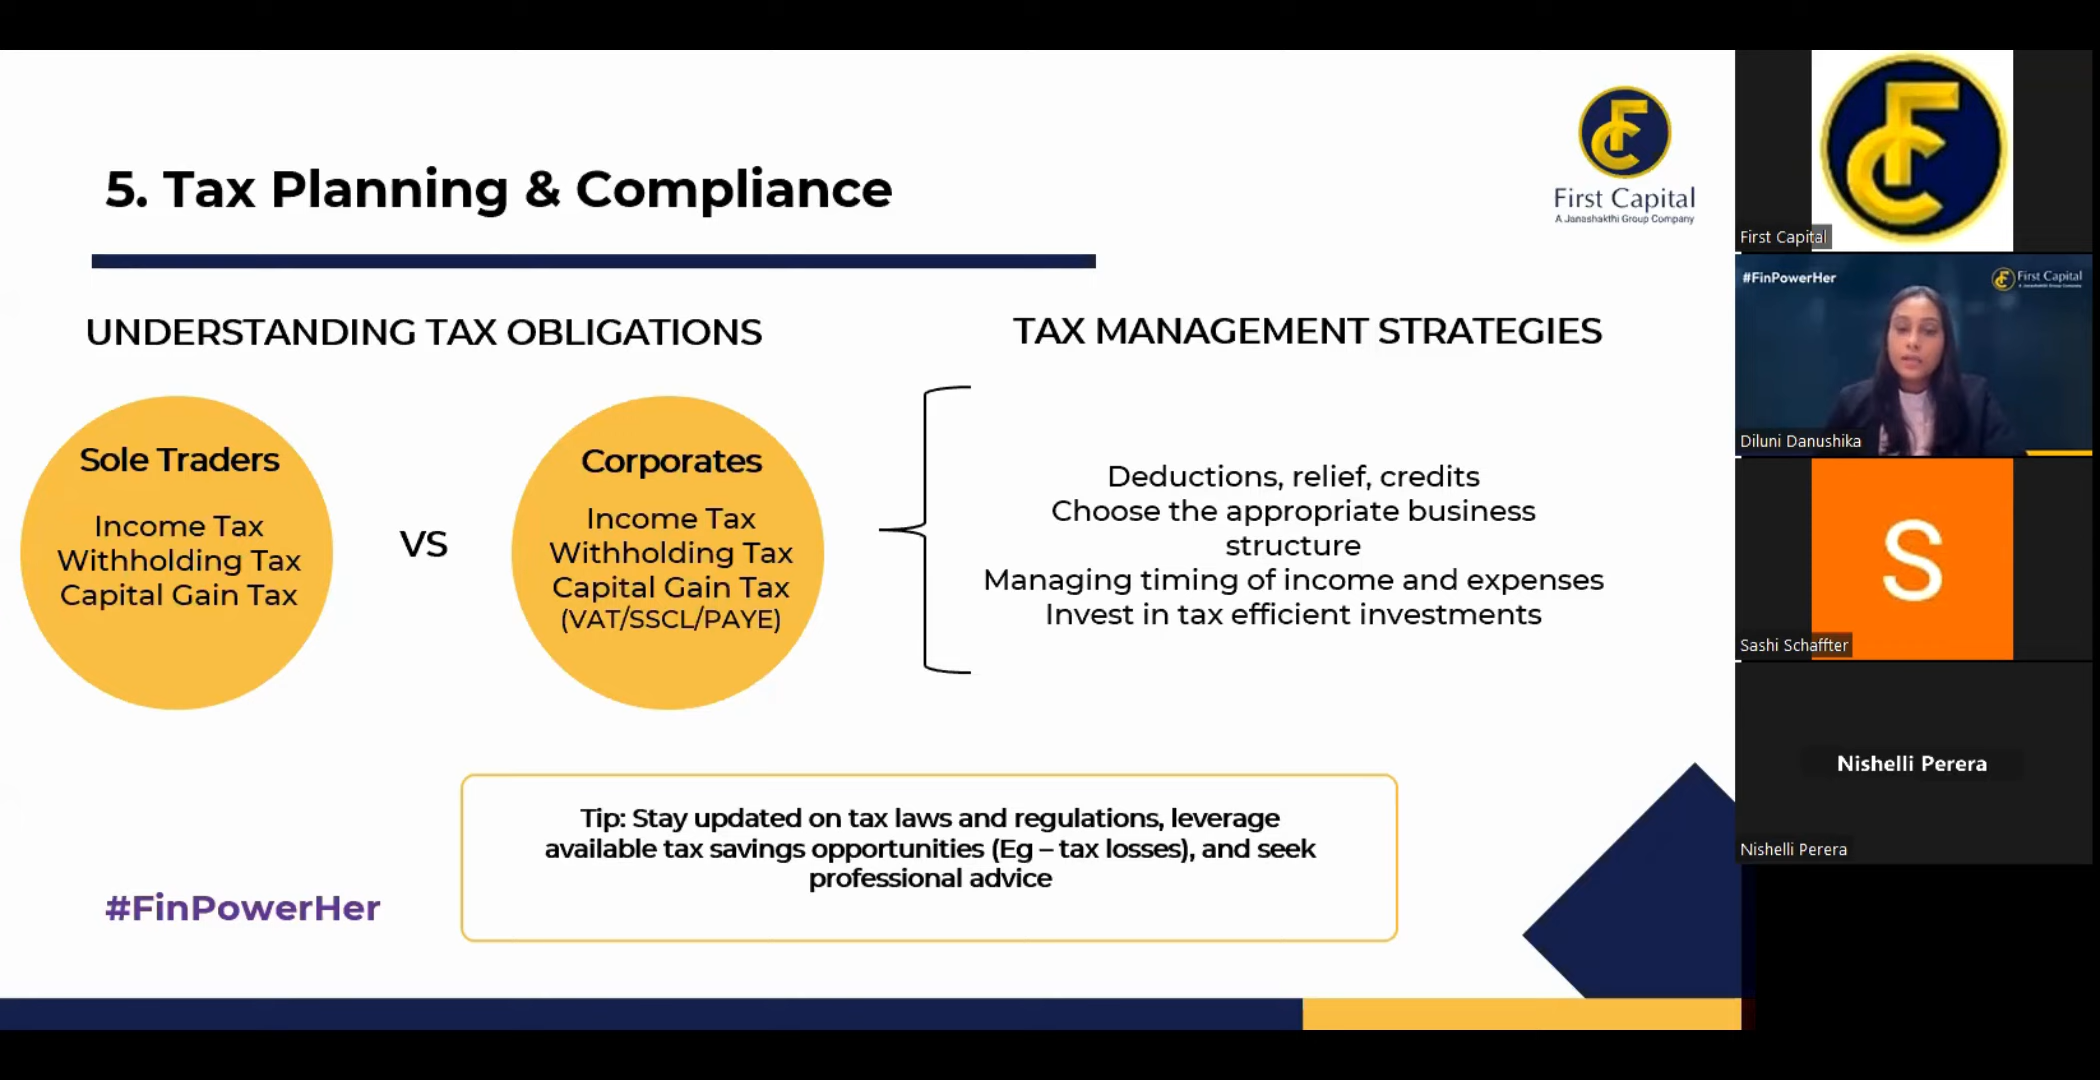 5. Tax Planning & Compliance
First Capital
A Janashakthi Group Company
UNDERSTANDING TAX OBLIGATIONS
Sole Traders
Income Tax
Withholding Tax
Capital Gain Tax
VS
Corporates
Income Tax
Withholding Tax
Capital Gain Tax
(VAT/SSCL/PAYE)
TAX MANAGEMENT STRATEGIES
Deductions, relief, credits
Choose the appropriate business
structure
Managing timing of income and expenses
Invest in tax efficient investments
Tip: Stay updated on tax laws and regulations, leverage
available tax savings opportunities (Eg – tax losses), and seek
professional advice
#FinPowerHer
FC
First Capital
#FinPowerHer
First Capital
A Janashakthi Group Company
Diluni Danushika
S
Sashi Schaffter
Nishelli Perera
Nishelli Perera